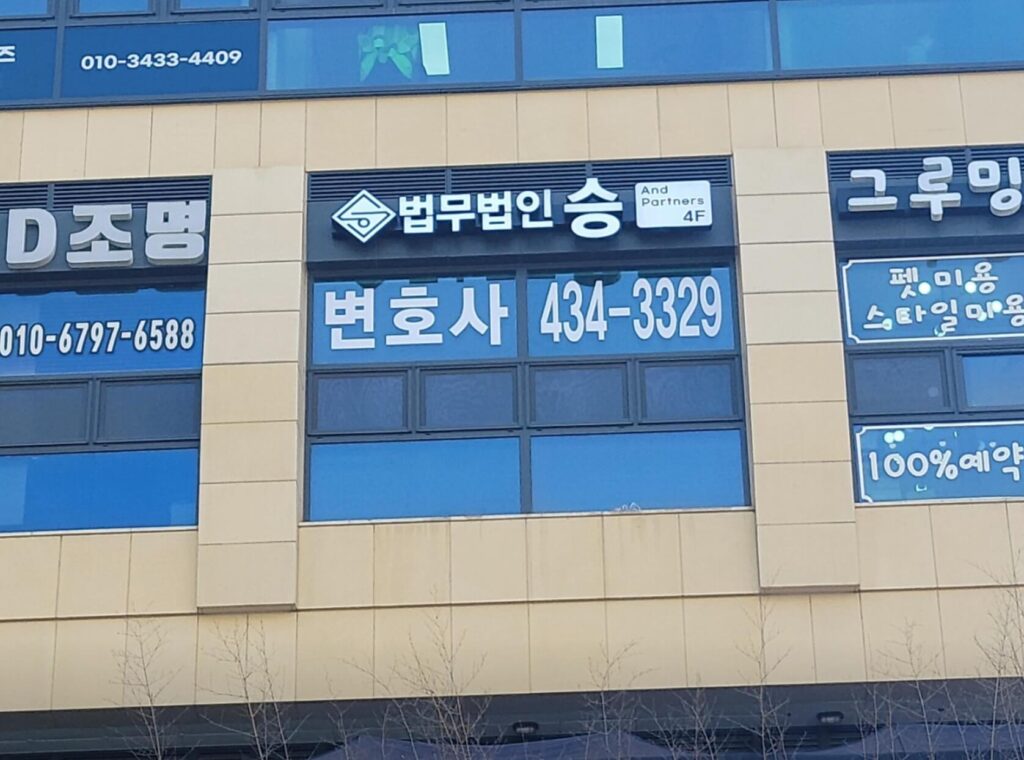 즈
010-3433-4409
D조명
010-6797-6588
법무법인 승
And
Partners
4F
변호사 434-3329
그루밍
펫미용
스타일미용
100%예약